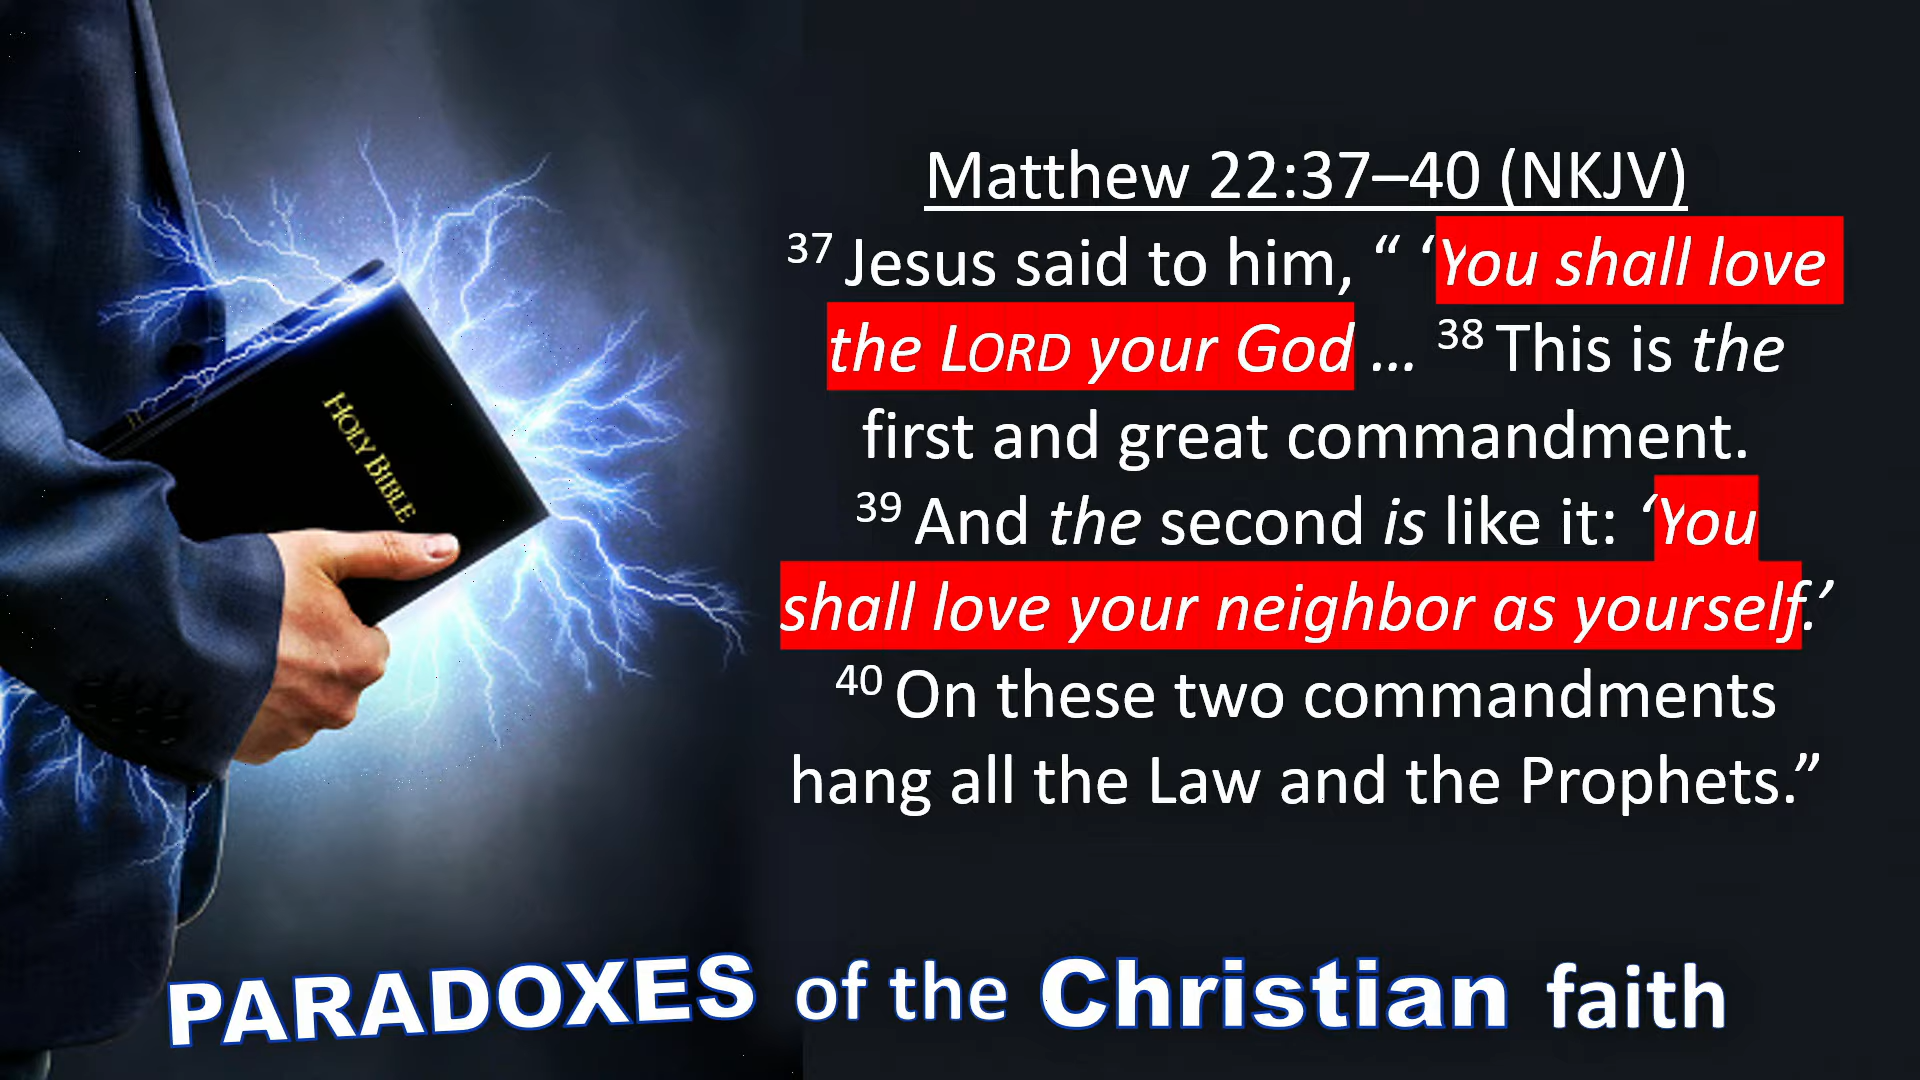 HOLY BIBLE
Matthew 22:37–40 (NKJV)
37 Jesus said to him, “ ‘You shall love
the LORD your God … 38 This is the
first and great commandment.
39 And the second is like it: ‘You
shall love your neighbor as yourself.’
40 On these two commandments
hang all the Law and the Prophets.”
PARADOXES of the Christian faith